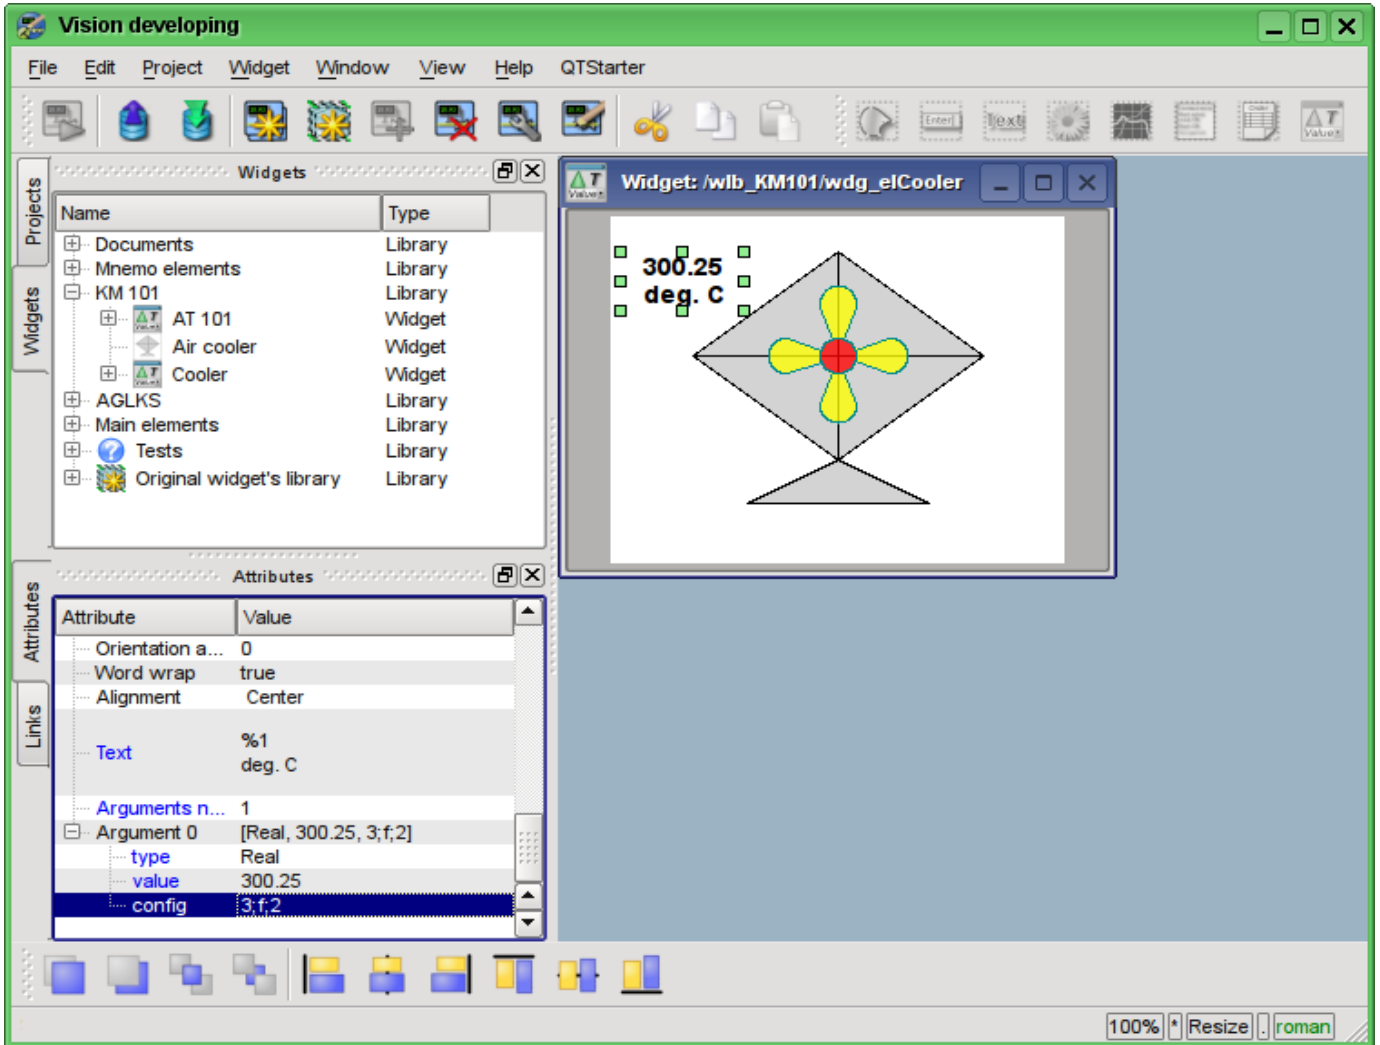 Vision developing
File Edit Project Widget Window View Help QTStarter
Enter
Text
ΔT
Values
Projects
Widgets
Widgets
Name Type
Documents Library
Mnemo elements Library
KM 101 Library
AT 101 Widget
Air cooler Widget
Cooler Widget
AGLKS Library
Main elements Library
Tests Library
Original widget's library Library
Attributes
Links
Attributes
Attribute Value
Orientation a... 0
Word wrap true
Alignment Center
Text %1
deg. C
Arguments n... 1
Argument 0 [Real, 300.25, 3;f;2]
type Real
value 300.25
config 3;f;2
Widget: /wlb_KM101/wdg_elCooler
300.25
deg. C
100% * Resize . roman